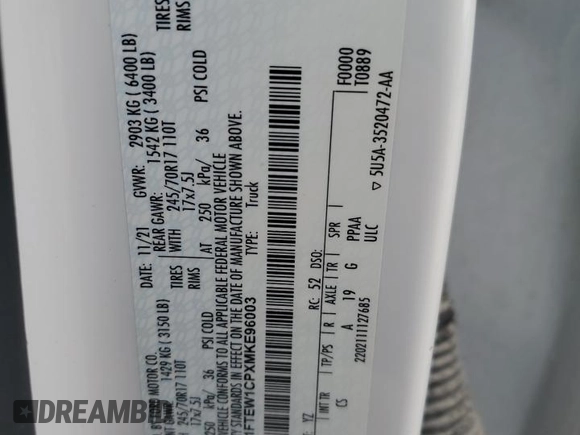 DATE: 11/21 GVWR: 2903 KG ( 6400 LB)
MOTOR CO.
1429 KG ( 3150 LB) REAR GAWR: 1542 KG ( 3400 LB)
TIRES WITH 245/70R17 110T TIRES
245/70R17 110T
17x7.5J RIMS 17x7.5J RIMS
250 kPa/ 36 PSI COLD AT 250 kPa/ 36 PSI COLD
VEHICLE CONFORMS TO ALL APPLICABLE FEDERAL MOTOR VEHICLE
STANDARDS IN EFFECT ON THE DATE OF MANUFACTURE SHOWN ABOVE.
1FTEW1CPXMKE96003 TYPE: Truck
F0000
T0889
YZ RC: 52 DSO:
INT TR TP/PS R AXLE TR SPR
CS A 19 G PPAA
ULC
2202111127685
▽ 5U5A-3520472-AA
DREAMBID